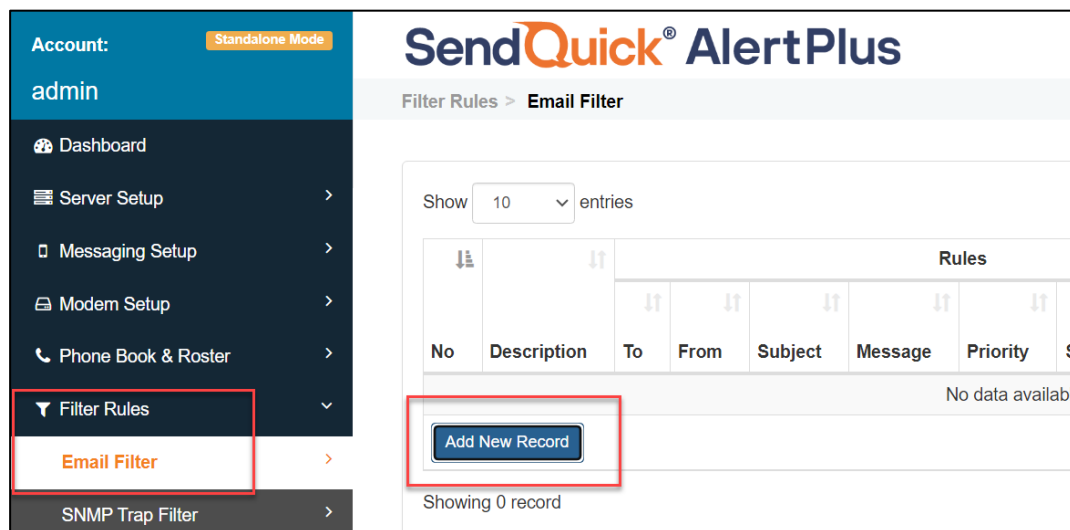 Account:
Standalone Mode
admin
Dashboard
Server Setup
Messaging Setup
Modem Setup
Phone Book & Roster
Filter Rules
Email Filter
SNMP Trap Filter
SendQuick® AlertPlus
Filter Rules > Email Filter
Show 10 entries
Rules
No Description To From Subject Message Priority
No data availab
Add New Record
Showing 0 record